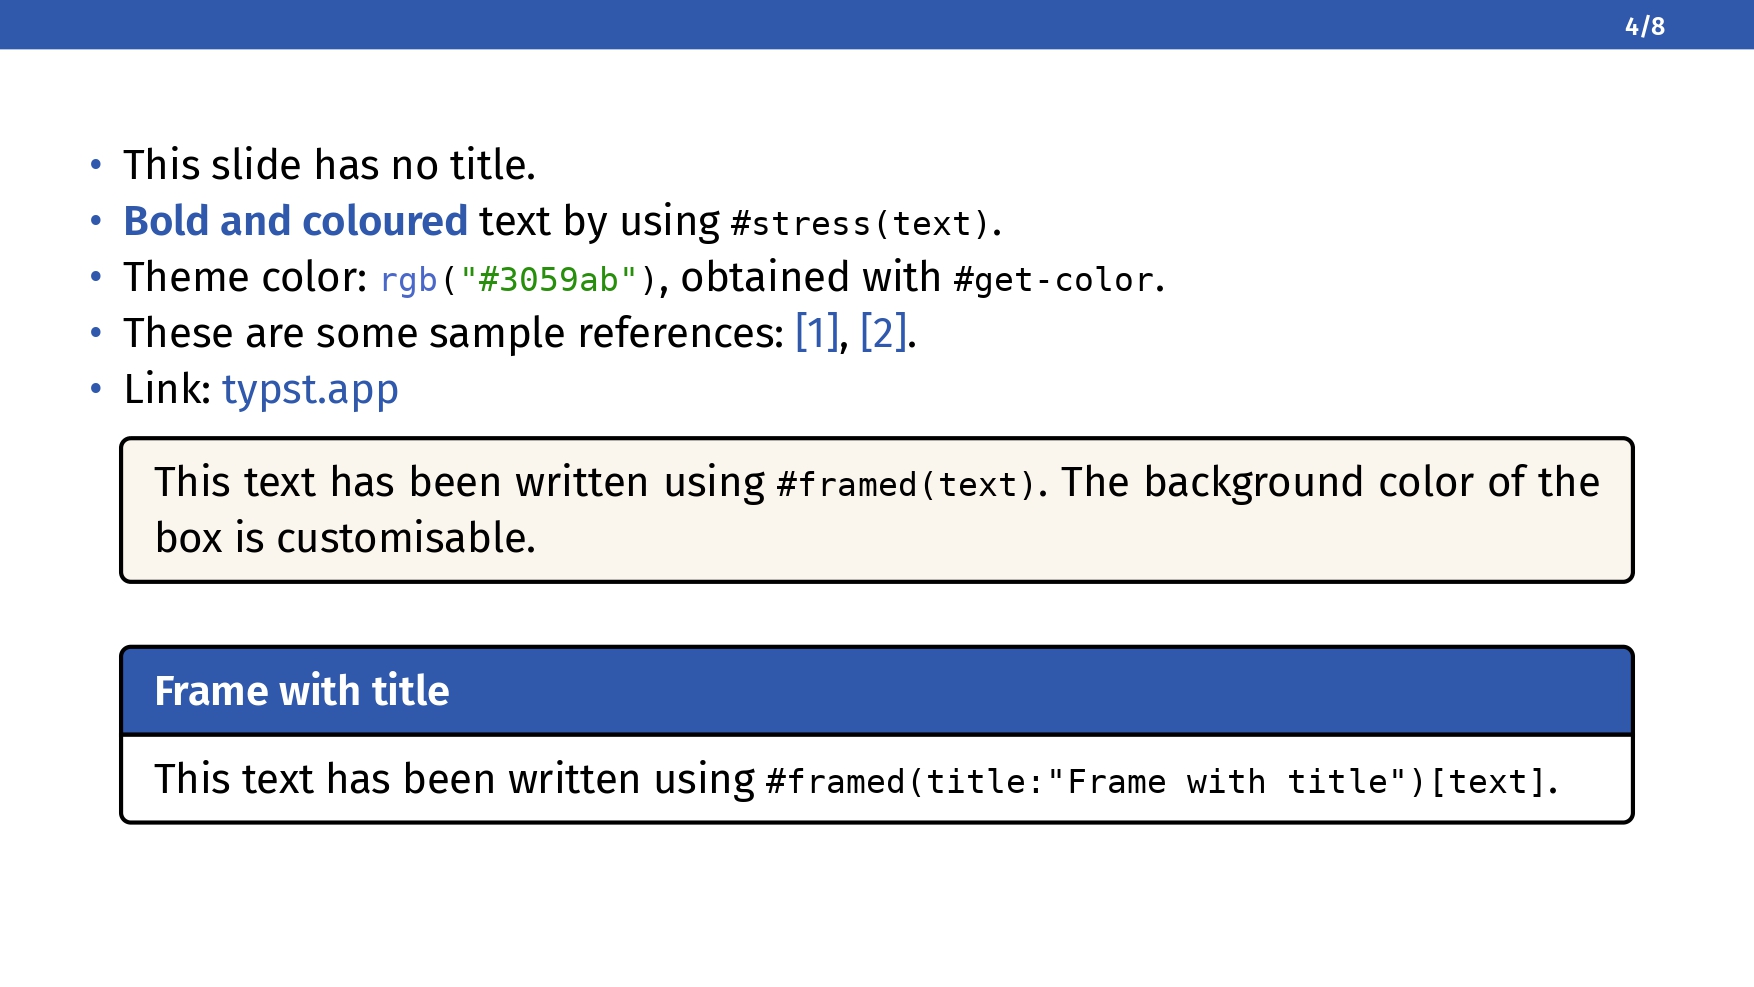 4/8
• This slide has no title.
• Bold and coloured text by using #stress(text).
• Theme color: rgb("#3059ab"), obtained with #get-color.
• These are some sample references: [1], [2].
• Link: typst.app
This text has been written using #framed(text). The background color of the
box is customisable.
Frame with title
This text has been written using #framed(title:"Frame with title")[text].